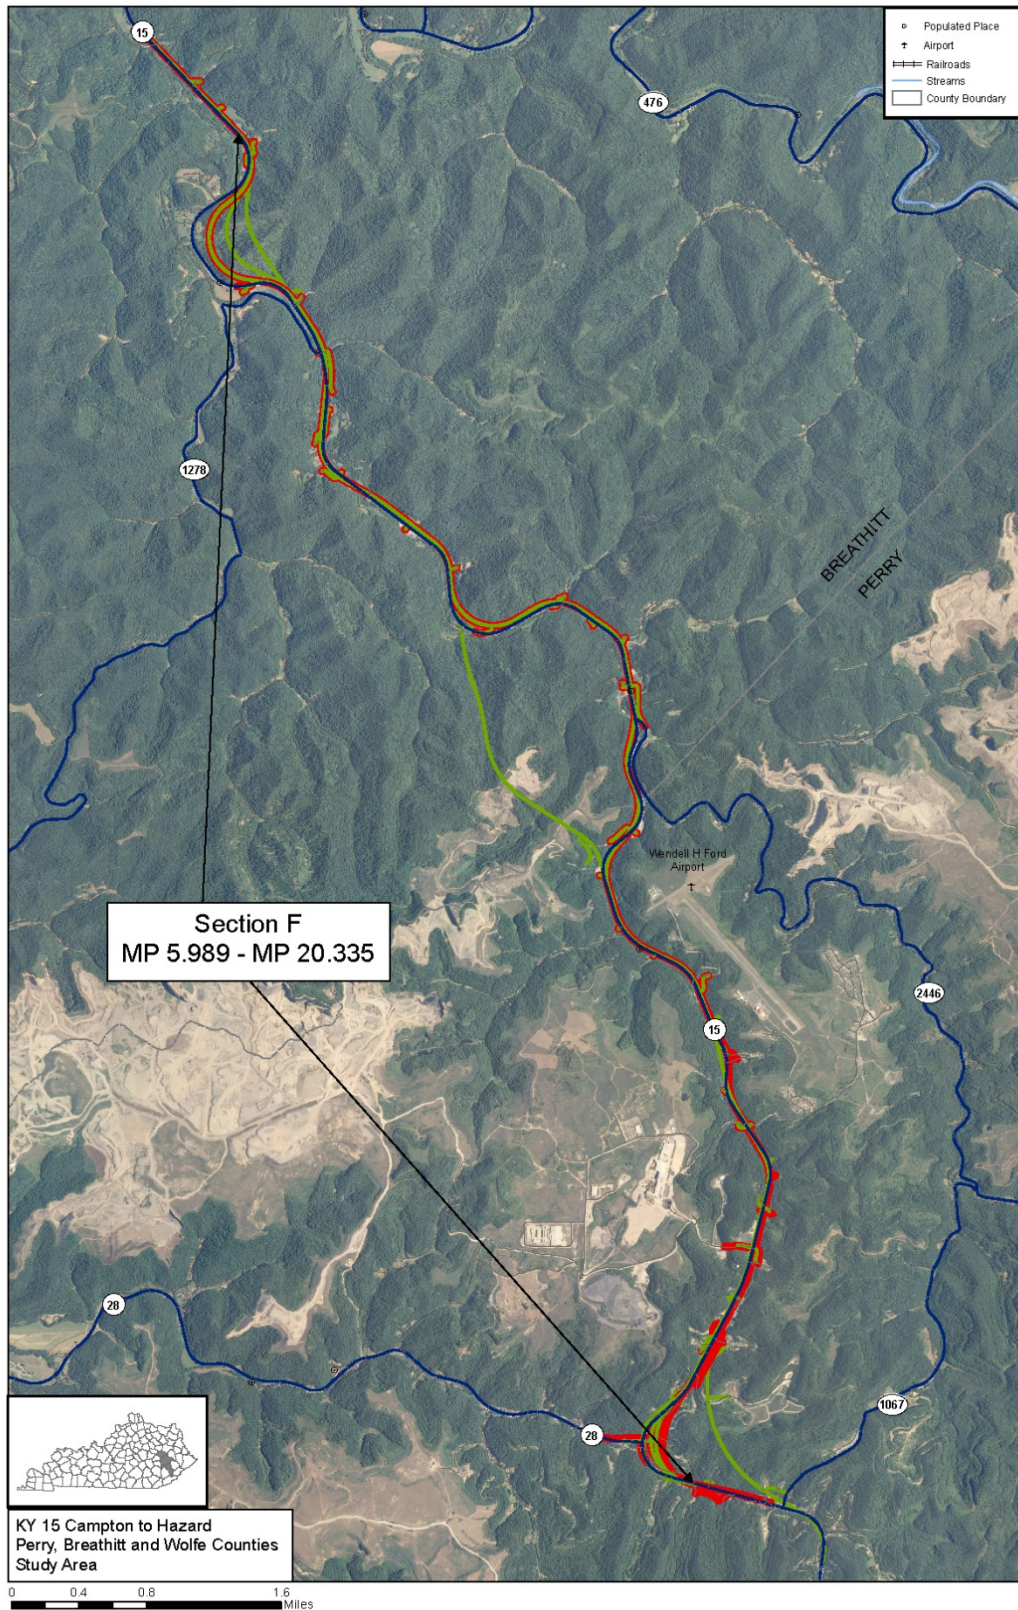 15
Populated Place
Airport
Railroads
Streams
County Boundary
476
1278
BREATHITT
PERRY
Wendell H Ford
Airport
Section F
MP 5.989 - MP 20.335
2446
15
28
1067
28
KY 15 Campton to Hazard
Perry, Breathitt and Wolfe Counties
Study Area
0 0.4 0.8 1.6
Miles